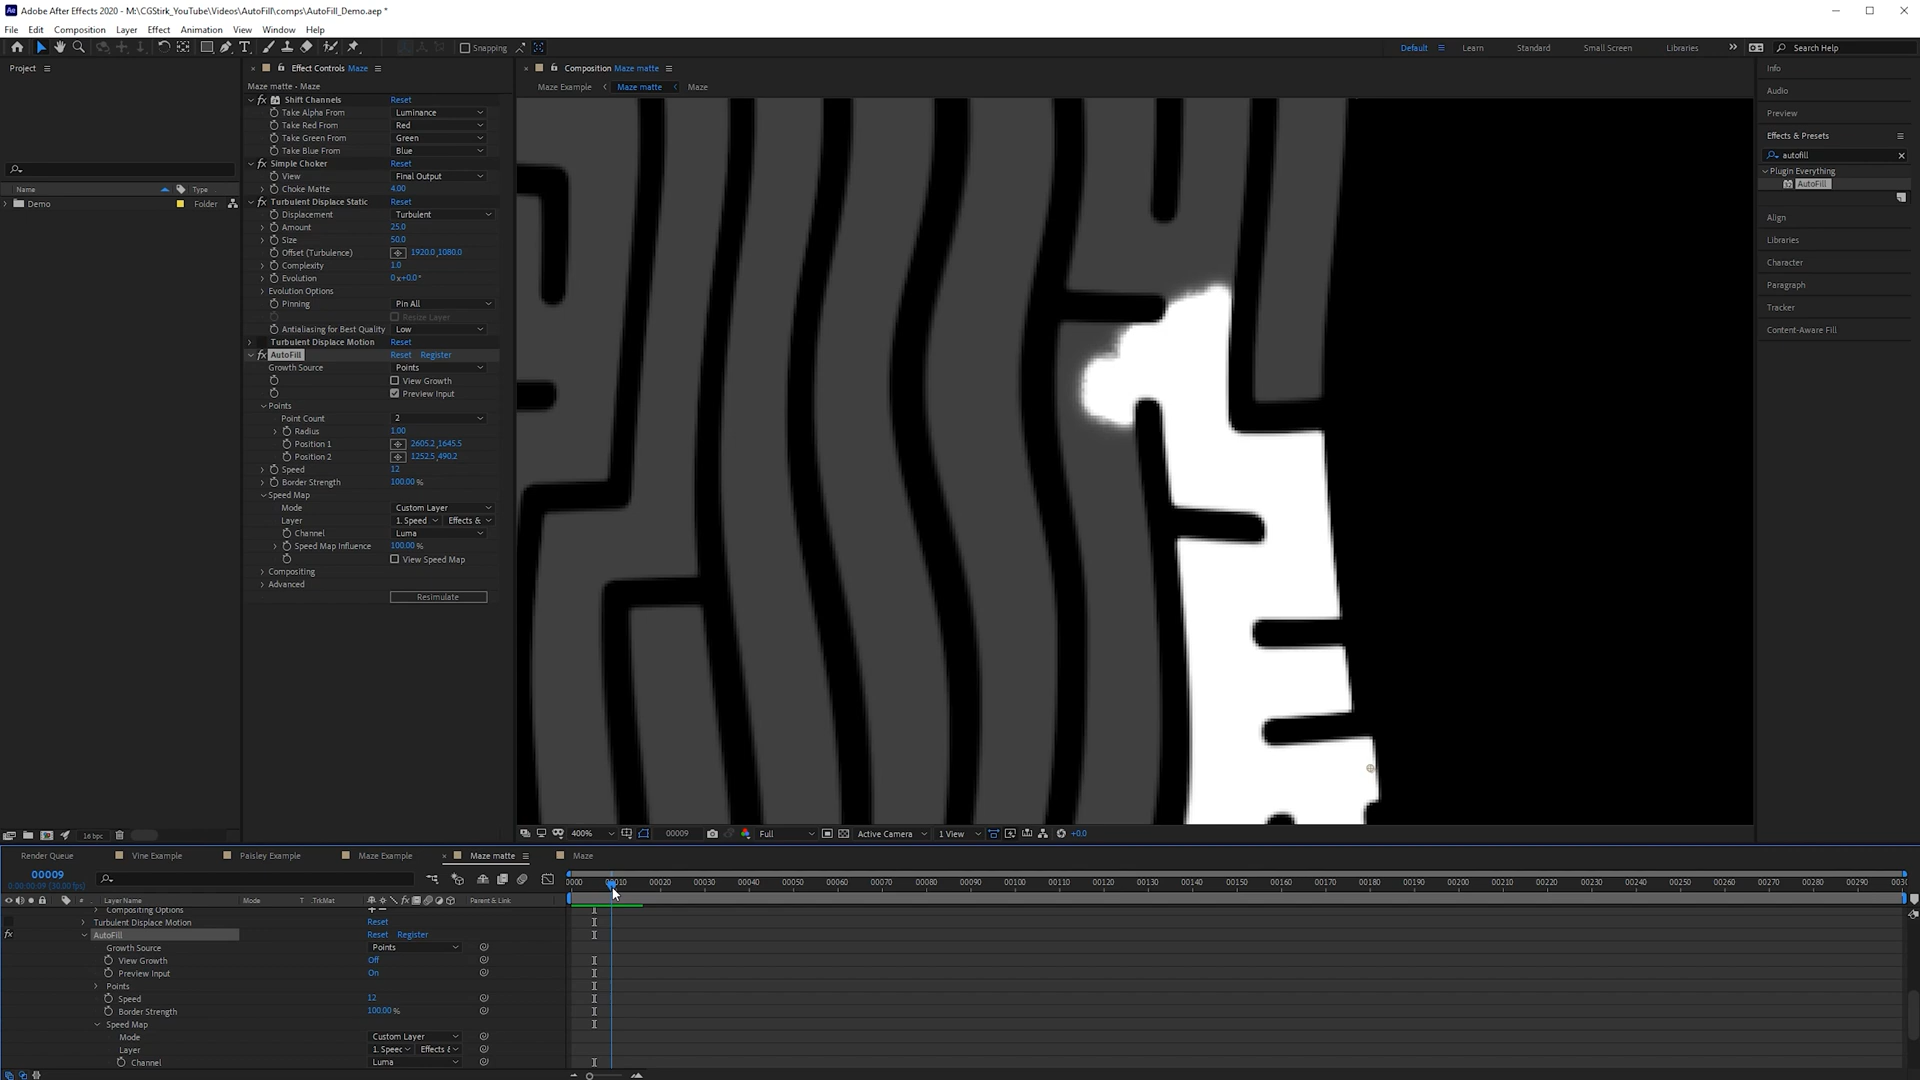 Adobe After Effects 2020 - M:\CGStirk_YouTube\Videos\AutoFill\comps\AutoFill_Demo.aep *
File Edit Composition Layer Effect Animation View Window Help
Snapping Default Learn Standard Small Screen Libraries Search Help
Project
Name Type
Demo Folder
16 bpc
Effect Controls Maze
Maze matte - Maze
Shift Channels Reset
Take Alpha From Luminance
Take Red From Red
Take Green From Green
Take Blue From Blue
Simple Choker Reset
View Final Output
Choke Matte 4.00
Turbulent Displace Static Reset
Displacement Turbulent
Amount 25.0
Size 50.0
Offset (Turbulence) 1920.0,1080.0
Complexity 1.0
Evolution 0x+0.0°
Evolution Options
Pinning Pin All
Resize Layer
Antialiasing for Best Quality Low
Turbulent Displace Motion Reset
AutoFill Reset Register
Growth Source Points
View Growth
Preview Input
Points
Point Count 2
Radius 1.00
Position 1 2605.2,1645.5
Position 2 1252.5,490.2
Speed 12
Border Strength 100.00 %
Speed Map
Mode Custom Layer
Layer 1. Speed Effects &
Channel Luma
Speed Map Influence 100.00 %
View Speed Map
Compositing
Advanced
Resimulate
Composition Maze matte
Maze Example Maze matte Maze
400% 00009 Full Active Camera 1 View +0.0
Info
Audio
Preview
Effects & Presets
autofill
Plugin Everything
AutoFill
Align
Libraries
Character
Paragraph
Tracker
Content-Aware Fill
Render Queue Vine Example Paisley Example Maze Example Maze matte Maze
00009
0:00:00:09 (30.00 fps)
0000 00010 00020 00030 00040 00050 00060 00070 00080 00090 00100 00110 00120 00130 00140 00150 00160 00170 00180 00190 00200 00210 00220 00230 00240 00250 00260 00270 00280 00290 0030
# Layer Name Mode T .TrkMat Parent & Link
Compositing Options
Turbulent Displace Motion Reset
AutoFill Reset Register
Growth Source Points
View Growth Off
Preview Input On
Points
Speed 12
Border Strength 100.00 %
Speed Map
Mode Custom Layer
Layer 1. Speec Effects &
Channel Luma